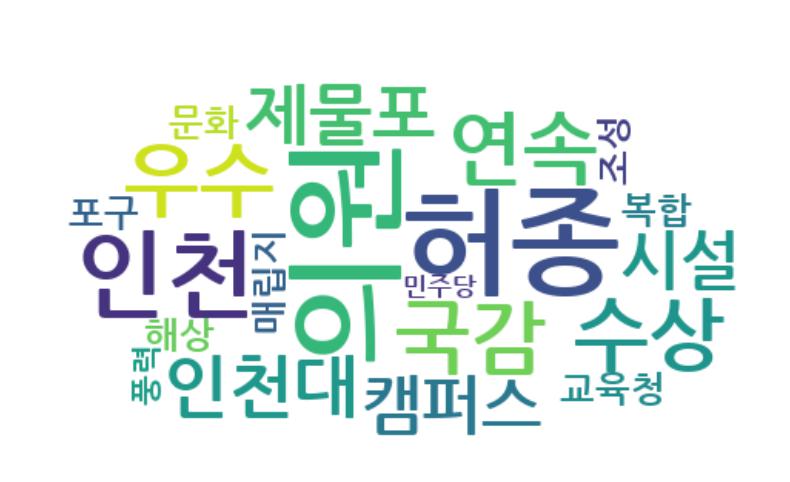 제물포
문화
연속
조성
우수
의원
허종
포구
복합
인천
매립지
시설
민주당
해상
국감
수상
풍력
인천대
캠퍼스
교육청